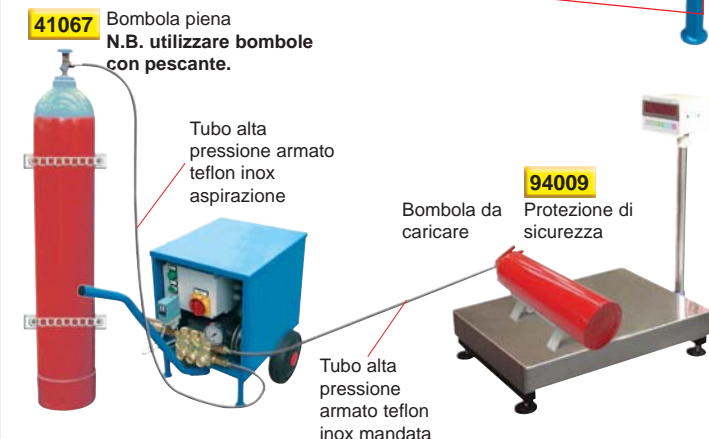 41067 Bombola piena
N.B. utilizzare bombole
con pescante.
Tubo alta
pressione armato
teflon inox
aspirazione
94009
Bombola da
caricare
Protezione di
sicurezza
Tubo alta
pressione
armato teflon
inox mandata